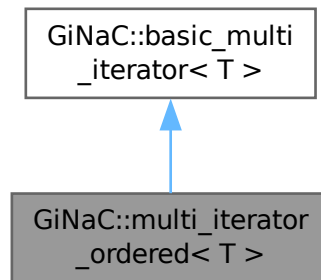 GiNaC::basic_multi
_iterator< T >
GiNaC::multi_iterator
_ordered< T >